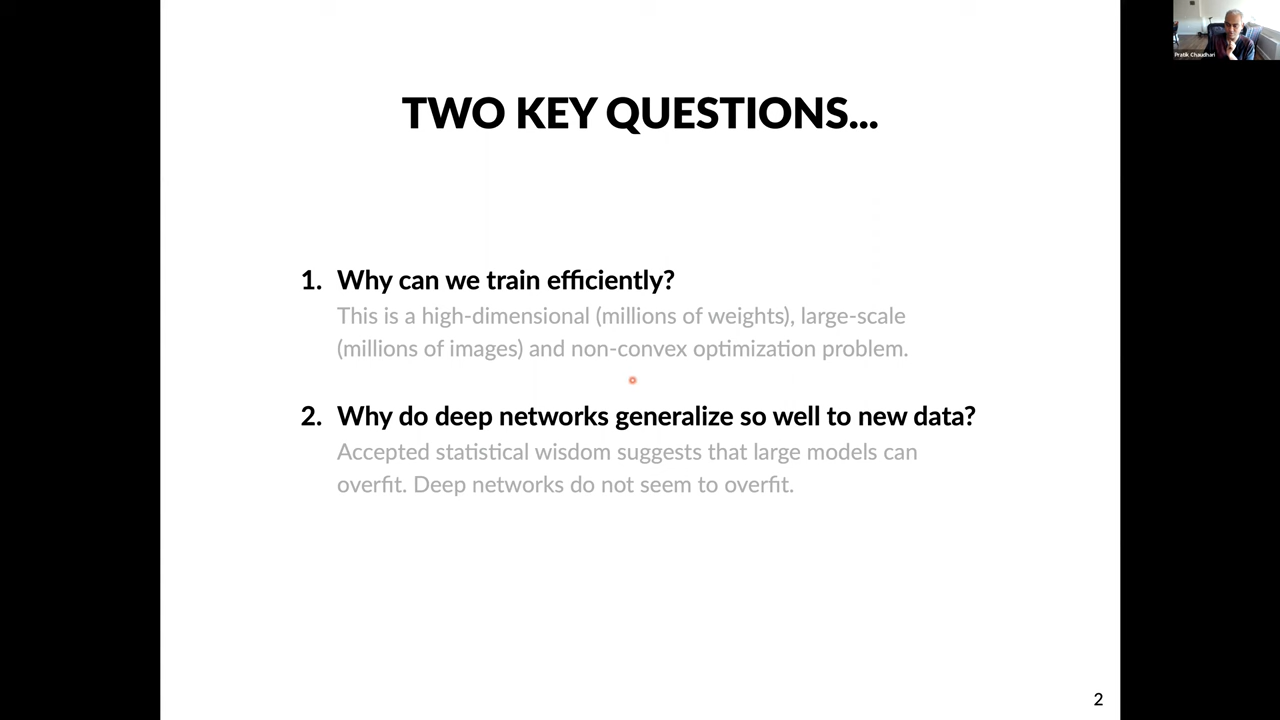 Pratik Chaudhari
TWO KEY QUESTIONS...
1. Why can we train efficiently?
This is a high-dimensional (millions of weights), large-scale
(millions of images) and non-convex optimization problem.
2. Why do deep networks generalize so well to new data?
Accepted statistical wisdom suggests that large models can
overfit. Deep networks do not seem to overfit.
2